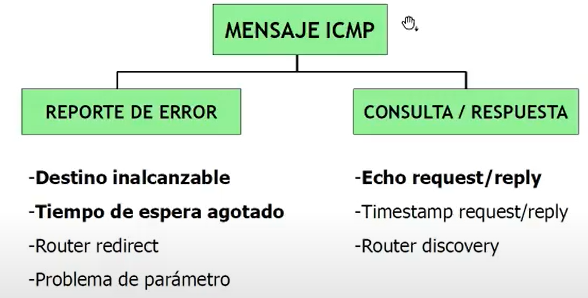 MENSAJE ICMP
REPORTE DE ERROR
-Destino inalcanzable
-Tiempo de espera agotado
-Router redirect
-Problema de parámetro
CONSULTA / RESPUESTA
-Echo request/reply
-Timestamp request/reply
-Router discovery